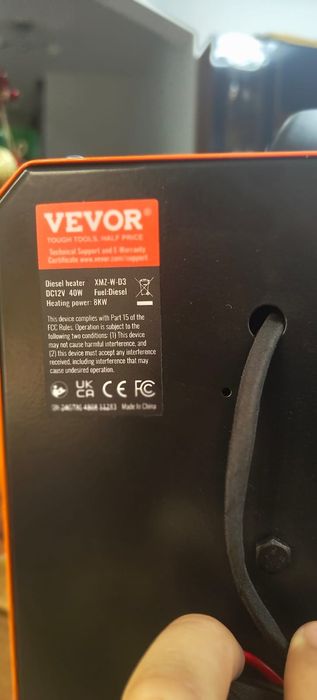 VEVOR®
TOUGH TOOLS, HALF PRICE
Technical Support and E-Warranty
Certificate www.vevor.com/support
Diesel heater XMZ-W-D3
DC12V 40W Fuel:Diesel
Heating power: 8KW
This device complies with Part 15 of the
FCC Rules. Operation is subject to the
following two conditions: (1) This device
may not cause harmful interference, and
(2) this device must accept any interference
received, including interference that may
cause undesired operation.
UK
CA CE FC
SN: Made In China